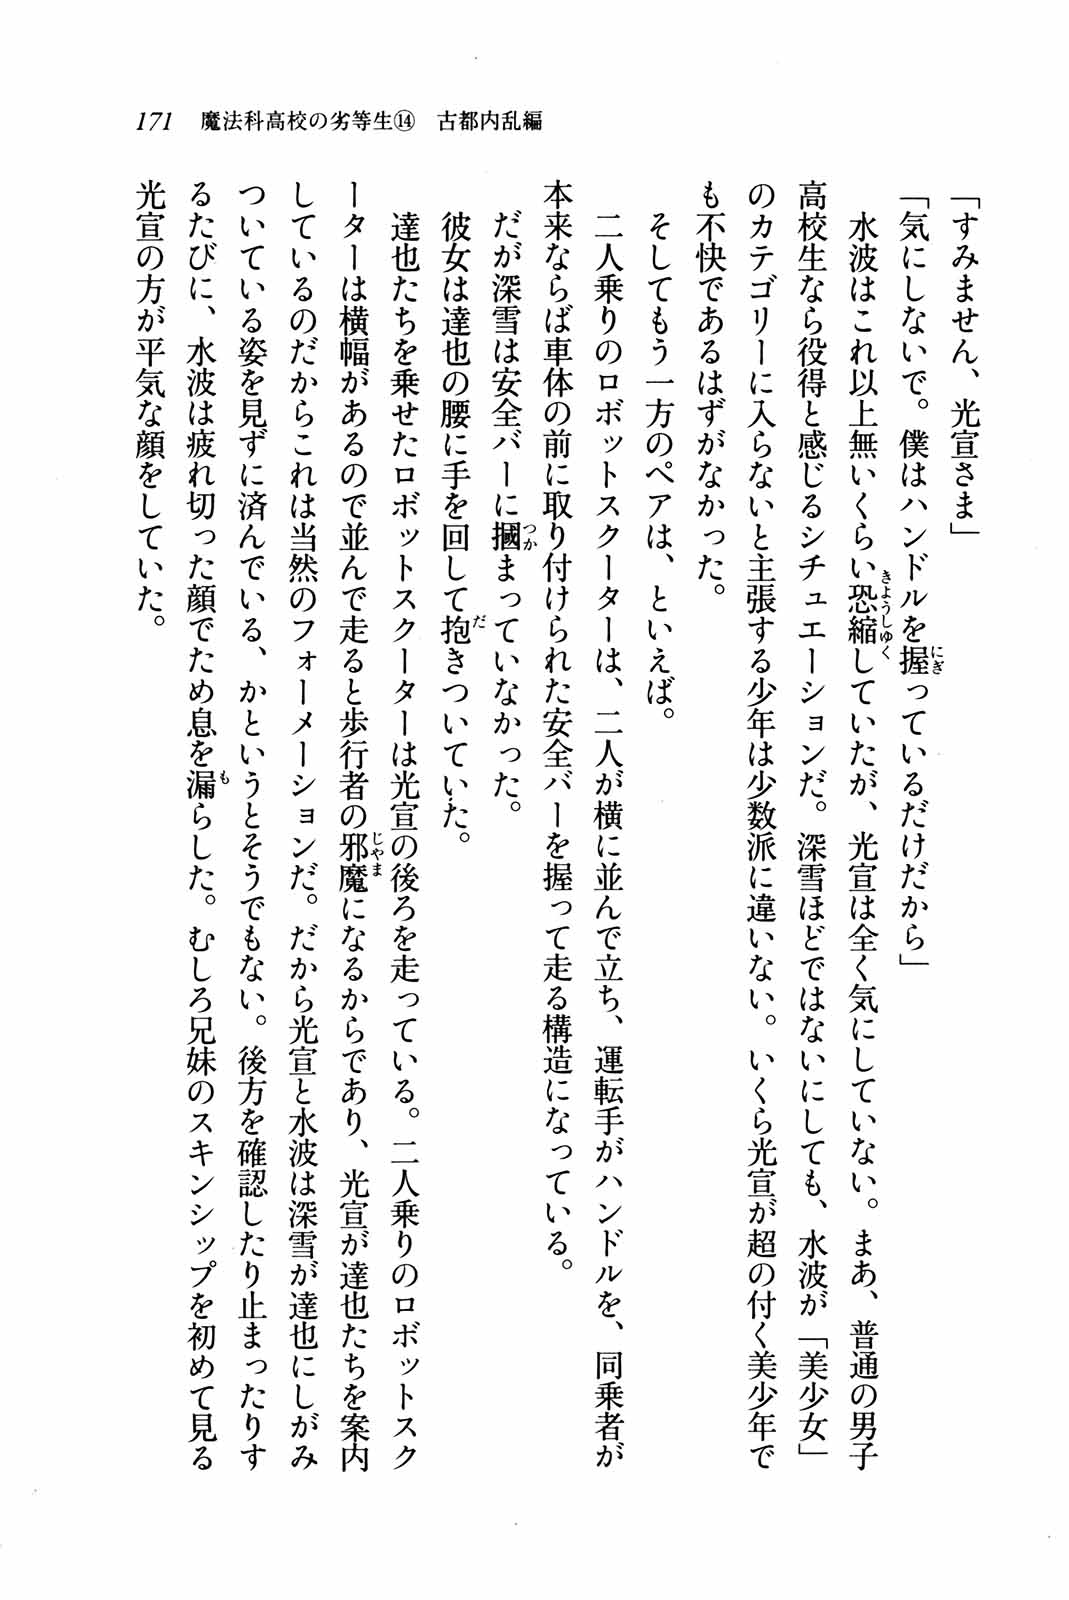 171　魔法科高校の劣等生⑭　古都内乱編
「すみません、光宣さま」
「気にしないで。僕はハンドルを握っているだけだから」
　水波はこれ以上無いくらい恐縮していたが、光宣は全く気にしていない。まあ、普通の男子
高校生なら役得と感じるシチュエーションだ。深雪ほどではないにしても、水波が「美少女」
のカテゴリーに入らないと主張する少年は少数派に違いない。いくら光宣が超の付く美少年で
も不快であるはずがなかった。
　そしてもう一方のペアは、といえば。
　二人乗りのロボットスクーターは、二人が横に並んで立ち、運転手がハンドルを、同乗者が
本来ならば車体の前に取り付けられた安全バーを握って走る構造になっている。
　だが深雪は安全バーに摑まっていなかった。
　彼女は達也の腰に手を回して抱きついていた。
　達也たちを乗せたロボットスクーターは光宣の後ろを走っている。二人乗りのロボットスク
ーターは横幅があるので並んで走ると歩行者の邪魔になるからであり、光宣が達也たちを案内
しているのだからこれは当然のフォーメーションだ。だから光宣と水波は深雪が達也にしがみ
ついている姿を見ずに済んでいる、かというとそうでもない。後方を確認したり止まったりす
るたびに、水波は疲れ切った顔でため息を漏らした。むしろ兄妹のスキンシップを初めて見る
光宣の方が平気な顔をしていた。